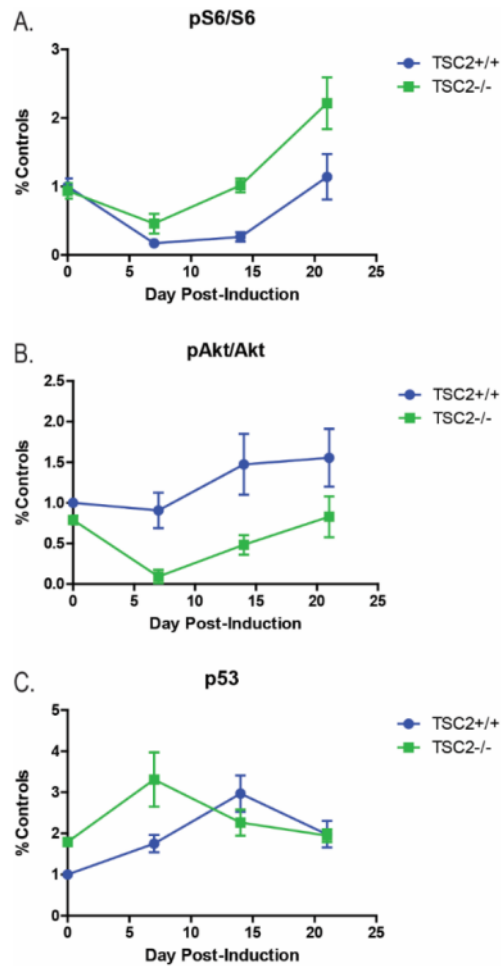 A.
pS6/S6
3
2
1
0
% Controls
0 5 10 15 20 25
Day Post-Induction
TSC2+/+
TSC2-/-
B.
pAkt/Akt
2.5
2.0
1.5
1.0
0.5
0.0
%Controls
0 5 10 15 20 25
Day Post-Induction
TSC2+/+
TSC2-/-
C.
p53
5
4
3
2
1
0
% Controls
0 5 10 15 20 25
Day Post-Induction
TSC2+/+
TSC2-/-